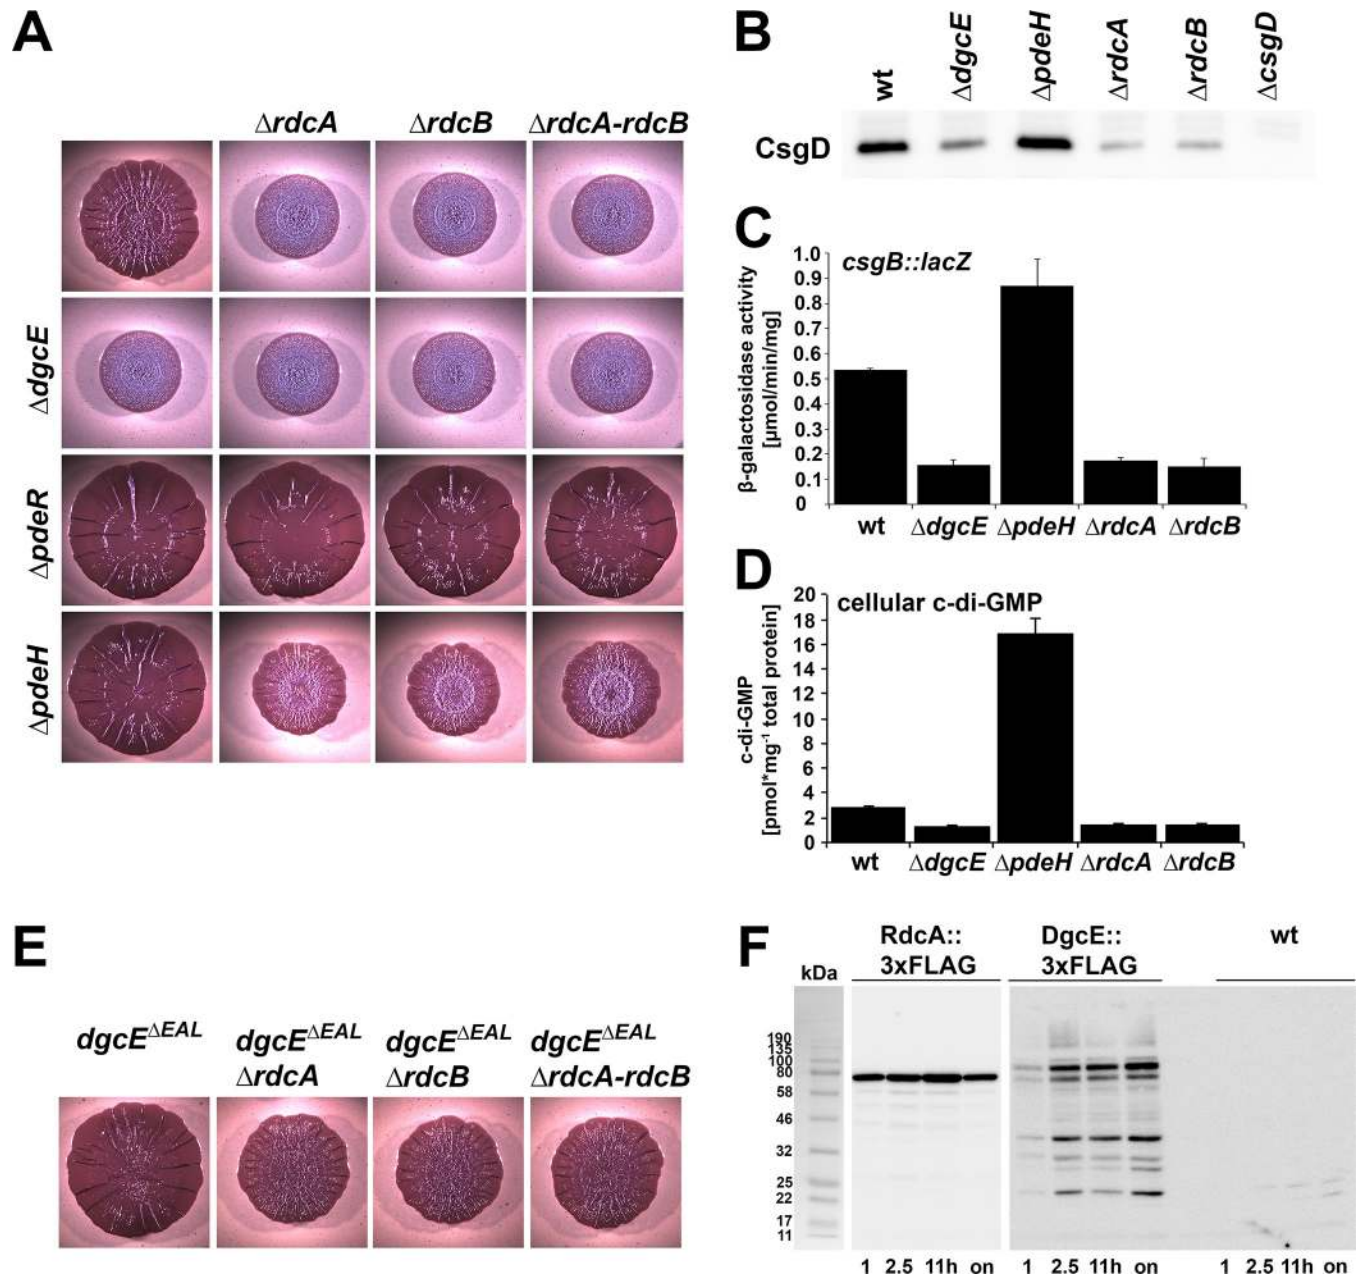 A
ΔrdcA ΔrdcB ΔrdcA-rdcB
ΔdgcE
ΔpdeR
ΔpdeH
B
wt ΔdgcE ΔpdeH ΔrdcA ΔrdcB ΔcsgD
CsgD
C
csgB::lacZ
β-galactosidase activity
[µmol/min/mg]
1.0
0.9
0.8
0.7
0.6
0.5
0.4
0.3
0.2
0.1
0
wt ΔdgcE ΔpdeH ΔrdcA ΔrdcB
D
cellular c-di-GMP
c-di-GMP
[pmol*mg⁻¹ total protein]
20
18
16
14
12
10
8
6
4
2
0
wt ΔdgcE ΔpdeH ΔrdcA ΔrdcB
E
dgcE^ΔEAL dgcE^ΔEAL dgcE^ΔEAL dgcE^ΔEAL
ΔrdcA ΔrdcB ΔrdcA-rdcB
F
RdcA:: DgcE:: wt
kDa 3xFLAG 3xFLAG
190
135
100
80
58
46
32
25
22
17
11
1 2.5 11h on 1 2.5 11h on 1 2.5 11h on